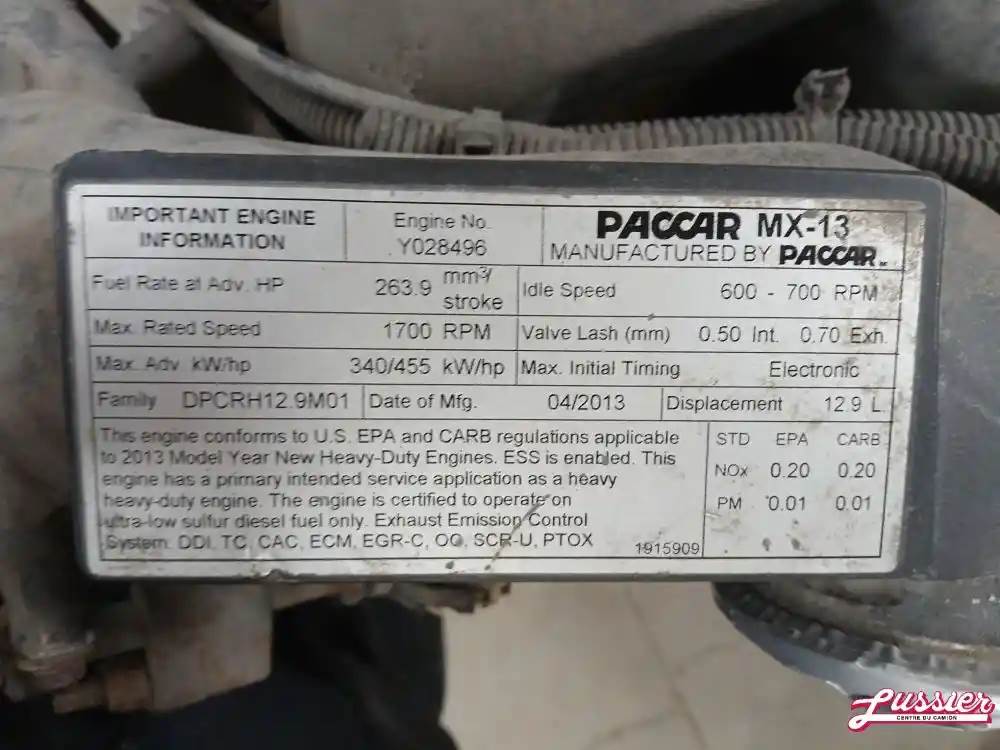 IMPORTANT ENGINE
INFORMATION
Engine No.
Y028496
PACCAR MX-13
MANUFACTURED BY PACCAR INC
Fuel Rate at Adv. HP 263.9 mm3/
stroke
Idle Speed 600 - 700 RPM
Max. Rated Speed 1700 RPM
Valve Lash (mm) 0.50 Int. 0.70 Exh.
Max. Adv kW/hp 340/455 kW/hp
Max. Initial Timing Electronic
Family DPCRH12.9M01
Date of Mfg. 04/2013
Displacement 12.9 L
This engine conforms to U.S. EPA and CARB regulations applicable
to 2013 Model Year New Heavy-Duty Engines. ESS is enabled. This
engine has a primary intended service application as a heavy
heavy-duty engine. The engine is certified to operate on
ultra-low sulfur diesel fuel only. Exhaust Emission Control
System: DDI, TC, CAC, ECM, EGR-C, OC, SCR-U, PTOX
1915909
STD EPA CARB
NOx 0.20 0.20
PM 0.01 0.01
Lussier
CENTRE DU CAMION